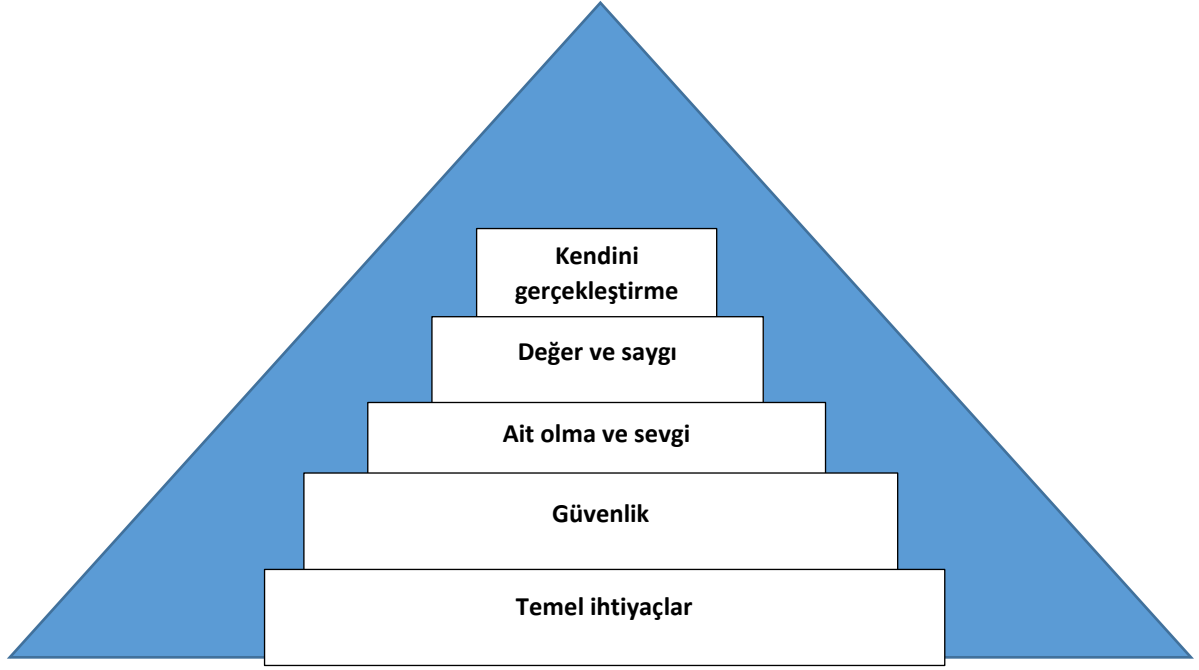 Kendini
gerçekleştirme
Değer ve saygı
Ait olma ve sevgi
Güvenlik
Temel ihtiyaçlar